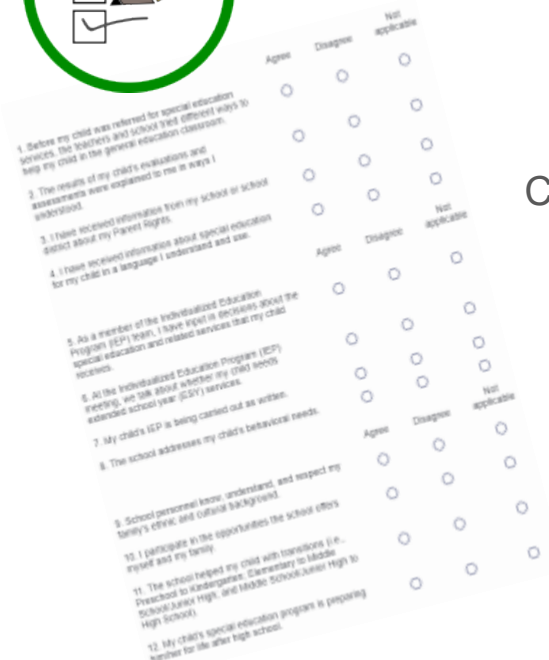 Agree Disagree Not applicable
1. Before my child was referred for special education
services, the teachers and school tried different ways to
help my child in the general education classroom.
2. The results of my child's evaluations and
assessments were explained to me in ways I
understood.
3. I have received information from my school or school
district about my Parent Rights.
4. I have received information about special education
for my child in a language I understand and use.
Agree Disagree Not applicable
5. As a member of the Individualized Education
Program (IEP) team, I have input in decisions about the
special education and related services that my child
receives.
6. At the Individualized Education Program (IEP)
meeting, we talk about whether my child needs
extended school year (ESY) services.
7. My child's IEP is being carried out as written.
8. The school addresses my child's behavioral needs.
Agree Disagree Not applicable
9. School personnel know, understand, and respect my
family's ethnic and cultural background.
10. I participate in the opportunities the school offers
myself and my family.
11. The school helped my child with transitions (i.e.,
Preschool to Kindergarten, Elementary to Middle
School/Junior High, and Middle School/Junior High to
High School).
12. My child's special education program is preparing
him/her for life after high school.
C